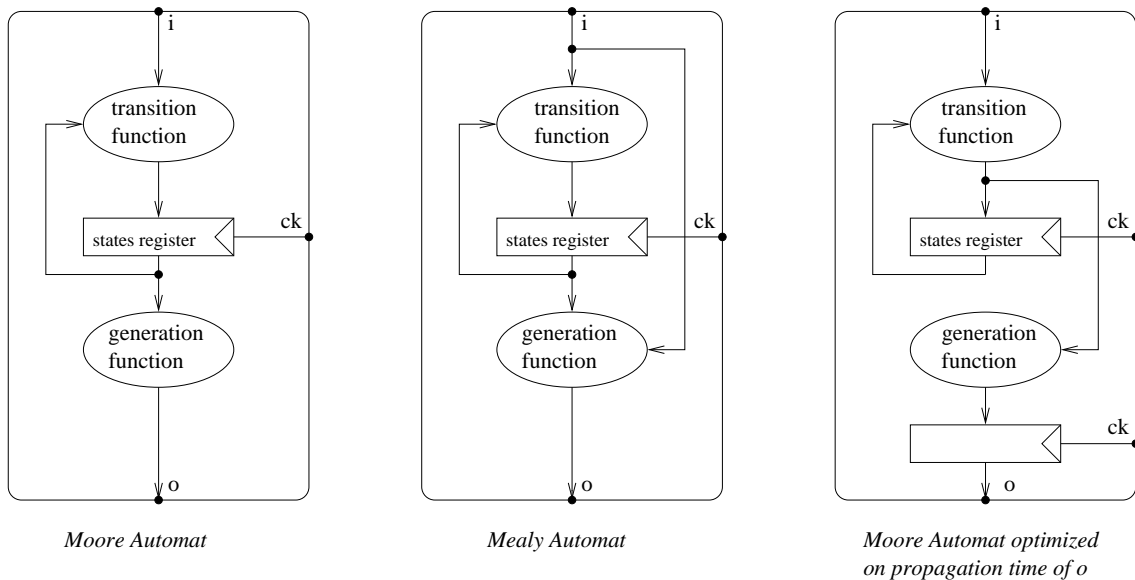 i
transition
function
ck
states register
generation
function
o
Moore Automat
i
transition
function
ck
states register
generation
function
o
Mealy Automat
i
transition
function
ck
states register
generation
function
ck
o
Moore Automat optimized
on propagation time of o